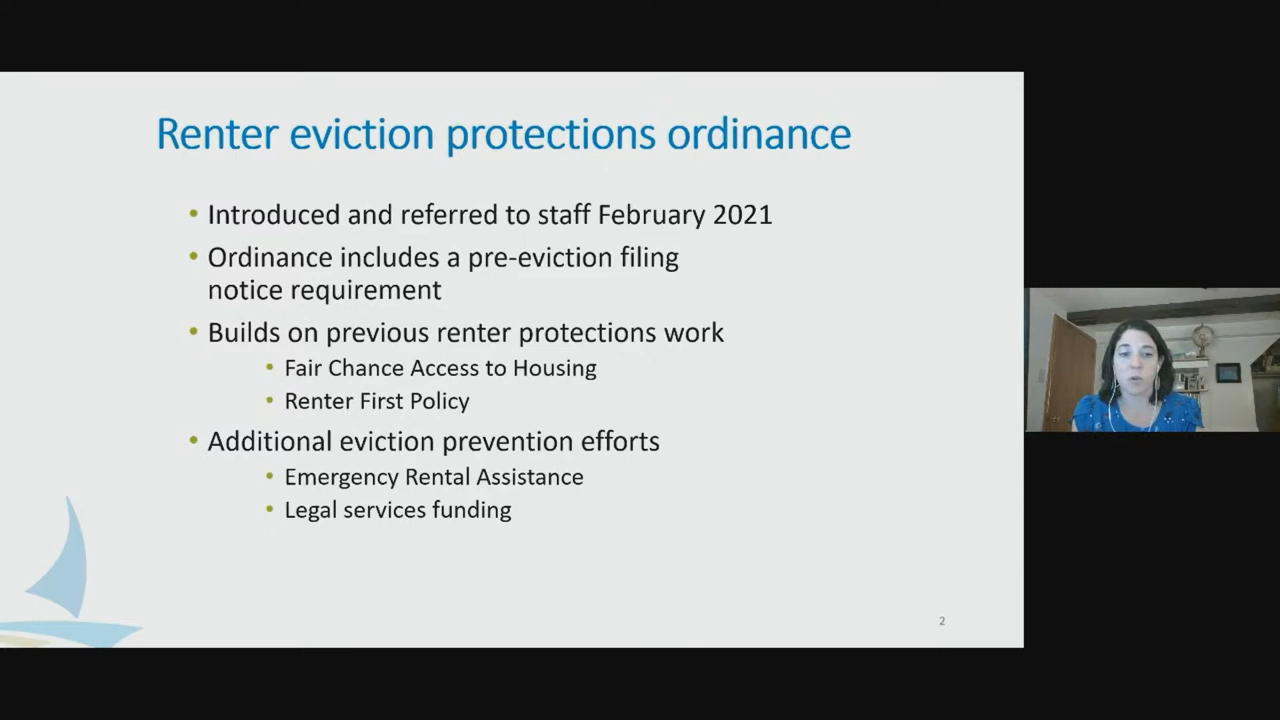 Renter eviction protections ordinance
• Introduced and referred to staff February 2021
• Ordinance includes a pre-eviction filing
notice requirement
• Builds on previous renter protections work
• Fair Chance Access to Housing
• Renter First Policy
• Additional eviction prevention efforts
• Emergency Rental Assistance
• Legal services funding
2